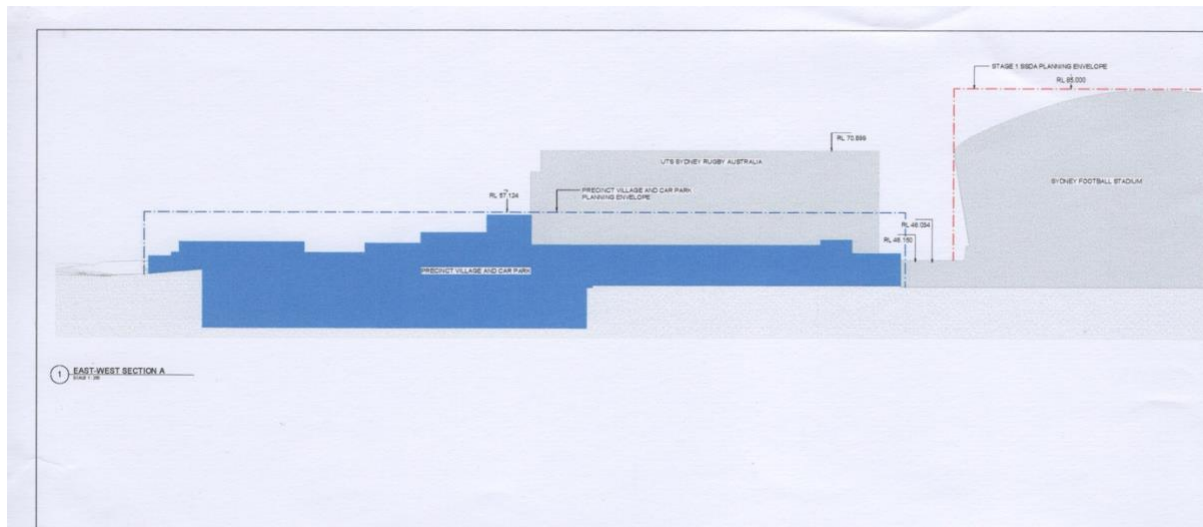 STAGE 1 SSDA PLANNING ENVELOPE
RL 85.000
RL 70.899
UTS SYDNEY RUGBY AUSTRALIA
SYDNEY FOOTBALL STADIUM
PRECINCT VILLAGE AND CAR PARK
PLANNING ENVELOPE
RL 57.124
RL 46.094
RL 46.150
PRECINCT VILLAGE AND CAR PARK
1
EAST-WEST SECTION A